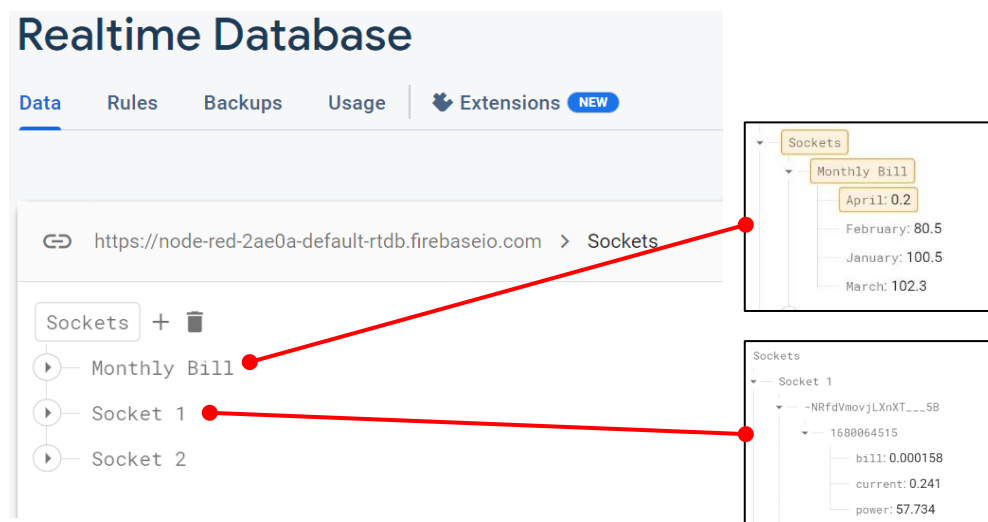 Realtime Database
Data Rules Backups Usage Extensions NEW
https://node-red-2ae0a-default-rtdb.firebaseio.com > Sockets
Sockets +
Monthly Bill
Socket 1
Socket 2
Sockets
Monthly Bill
April: 0.2
February: 80.5
January: 100.5
March: 102.3
Sockets
Socket 1
-NRfdVmovjLXnXT___5B
1680064515
bill: 0.000158
current: 0.241
power: 57.734